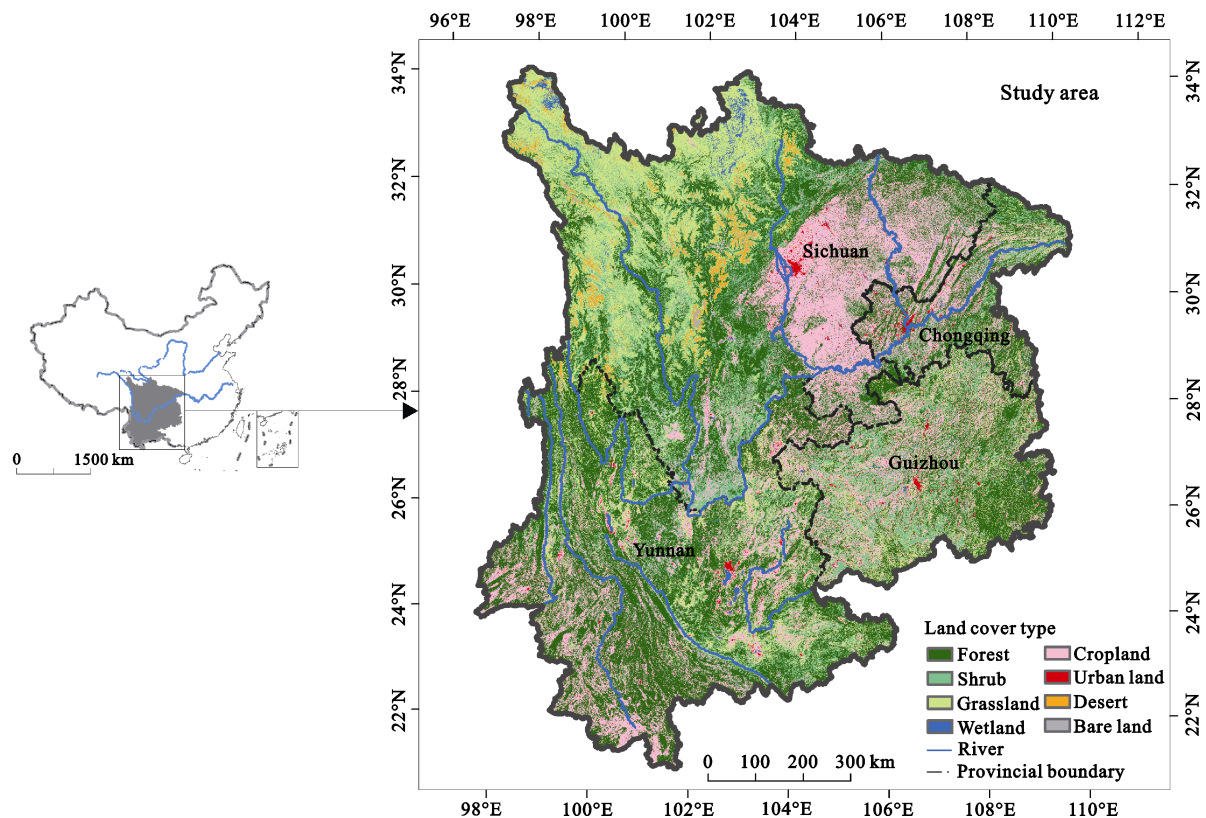 96°E 98°E 100°E 102°E 104°E 106°E 108°E 110°E 112°E
34°N
34°N
Study area
32°N
32°N
Sichuan
30°N
30°N
Chongqing
28°N
28°N
0 1500 km
Guizhou
26°N
26°N
Yunnan
24°N
24°N
Land cover type
Forest Cropland
Shrub Urban land
Grassland Desert
Wetland Bare land
River
Provincial boundary
22°N
22°N
0 100 200 300 km
98°E 100°E 102°E 104°E 106°E 108°E 110°E